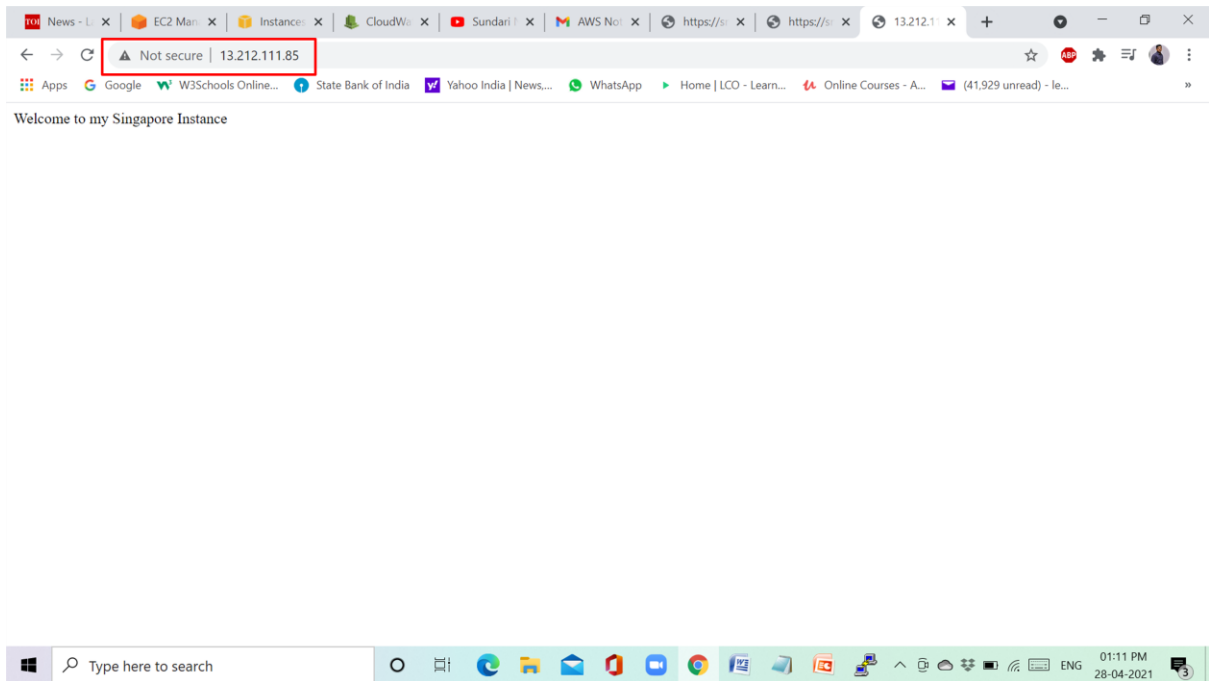 TOI News - Li EC2 Man Instances CloudWa Sundari AWS Not https://s https://sr 13.212.1
Not secure | 13.212.111.85 ABP
Apps Google W3Schools Online... State Bank of India Yahoo India | News,... WhatsApp Home | LCO - Learn... Online Courses - A... (41,929 unread) - le... »
Welcome to my Singapore Instance
Type here to search ENG 01:11 PM
28-04-2021 3